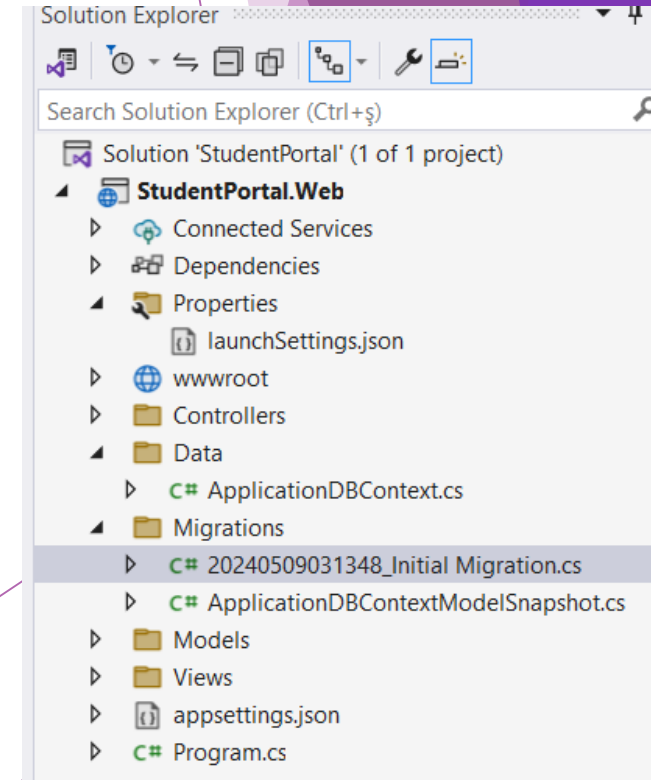 Solution Explorer
Search Solution Explorer (Ctrl+ş)
Solution 'StudentPortal' (1 of 1 project)
StudentPortal.Web
Connected Services
Dependencies
Properties
launchSettings.json
wwwroot
Controllers
Data
C# ApplicationDBContext.cs
Migrations
C# 20240509031348_Initial Migration.cs
C# ApplicationDBContextModelSnapshot.cs
Models
Views
appsettings.json
C# Program.cs